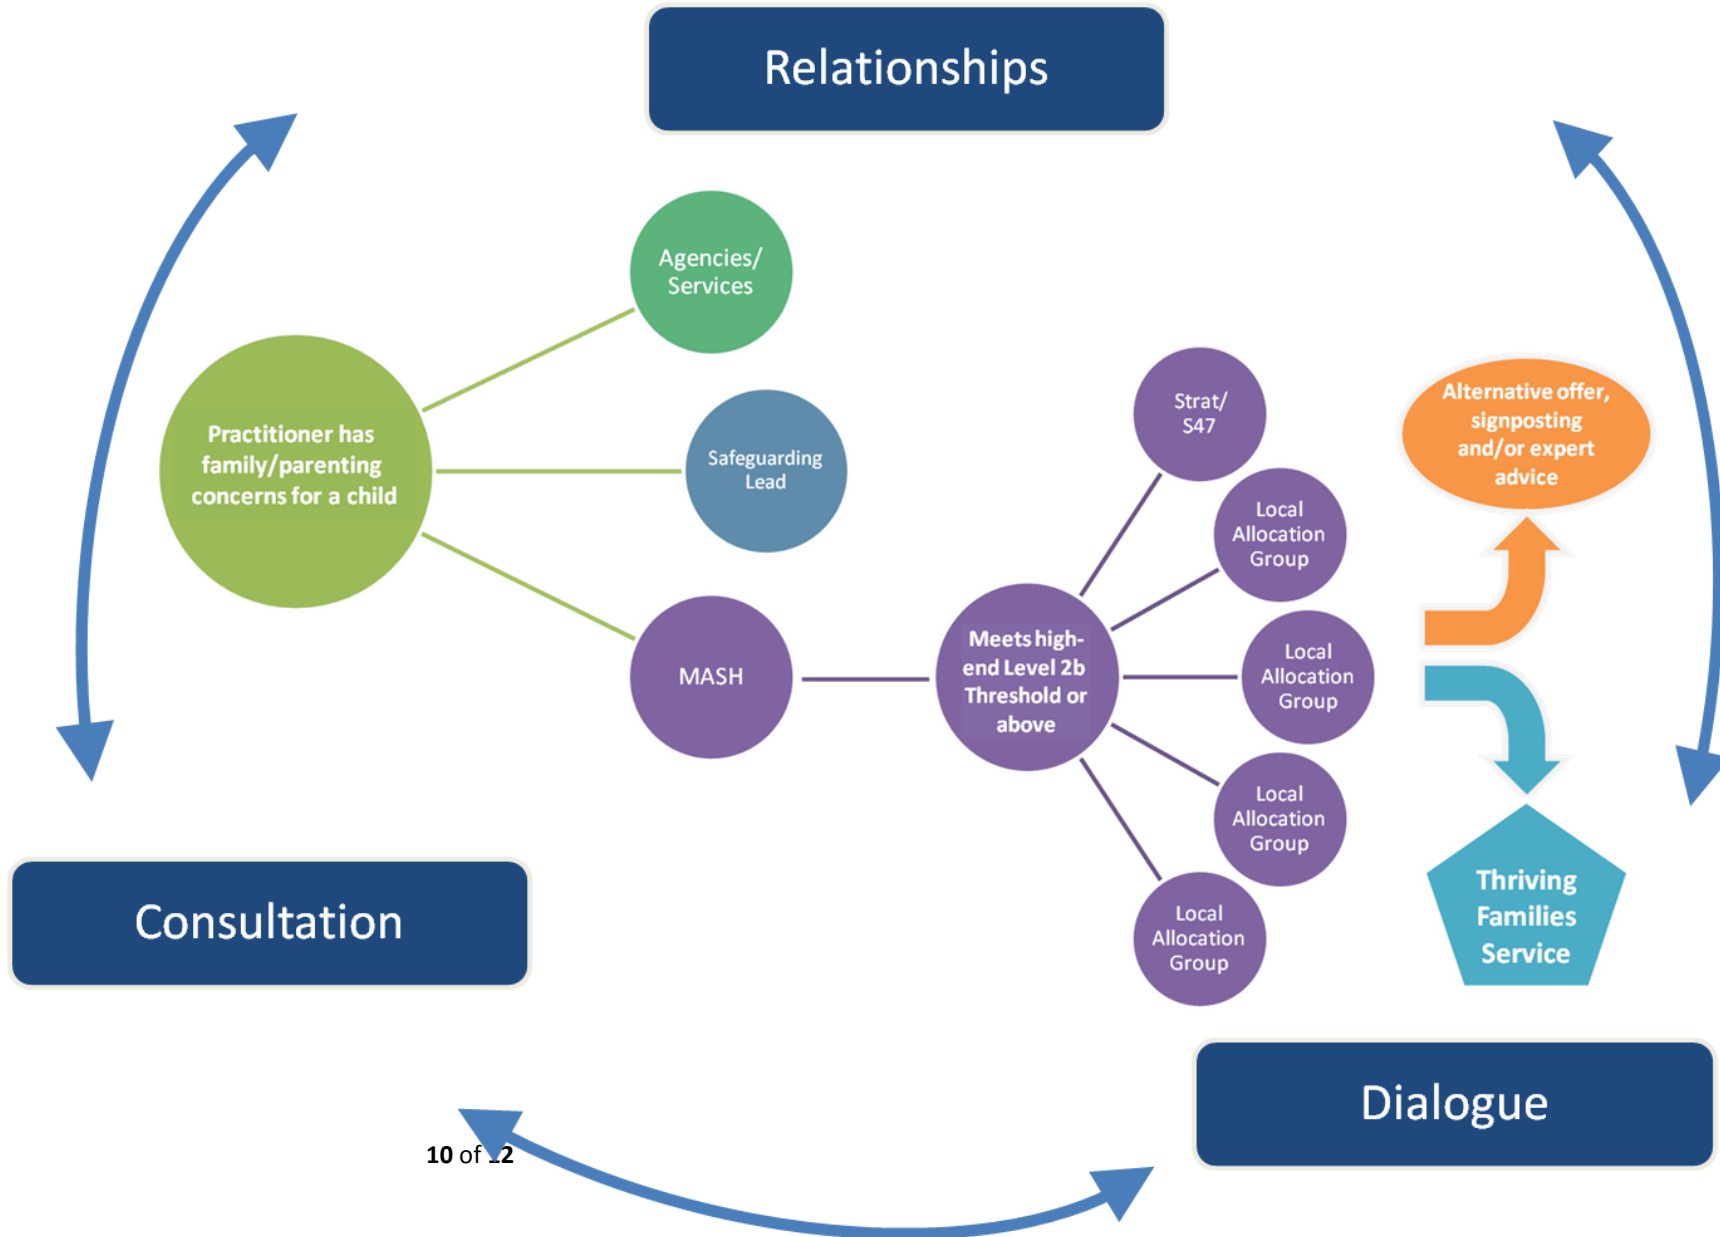 Relationships
Agencies/
Services
Practitioner has
family/parenting
concerns for a child
Safeguarding
Lead
MASH
Meets high-
end Level 2b
Threshold or
above
Strat/
S47
Local
Allocation
Group
Local
Allocation
Group
Local
Allocation
Group
Local
Allocation
Group
Alternative offer,
signposting
and/or expert
advice
Thriving
Families
Service
Consultation
Dialogue
10 of 12